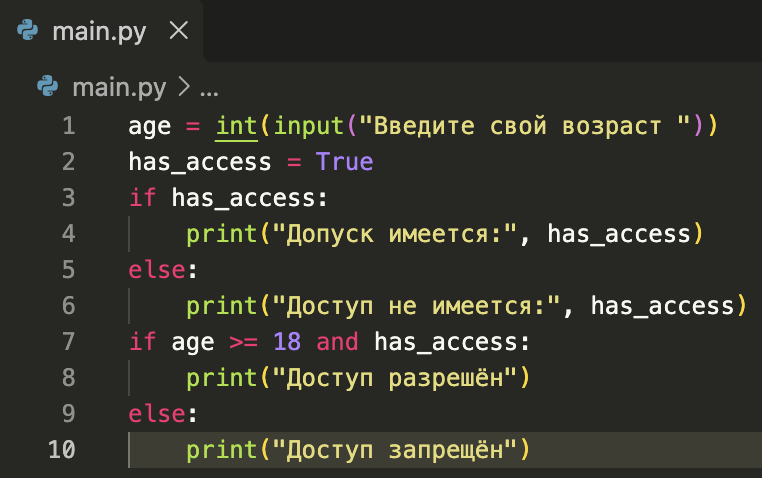 main.py
main.py > ...
1 age = int(input("Введите свой возраст "))
2 has_access = True
3 if has_access:
4     print("Допуск имеется:", has_access)
5 else:
6     print("Доступ не имеется:", has_access)
7 if age >= 18 and has_access:
8     print("Доступ разрешён")
9 else:
10     print("Доступ запрещён")